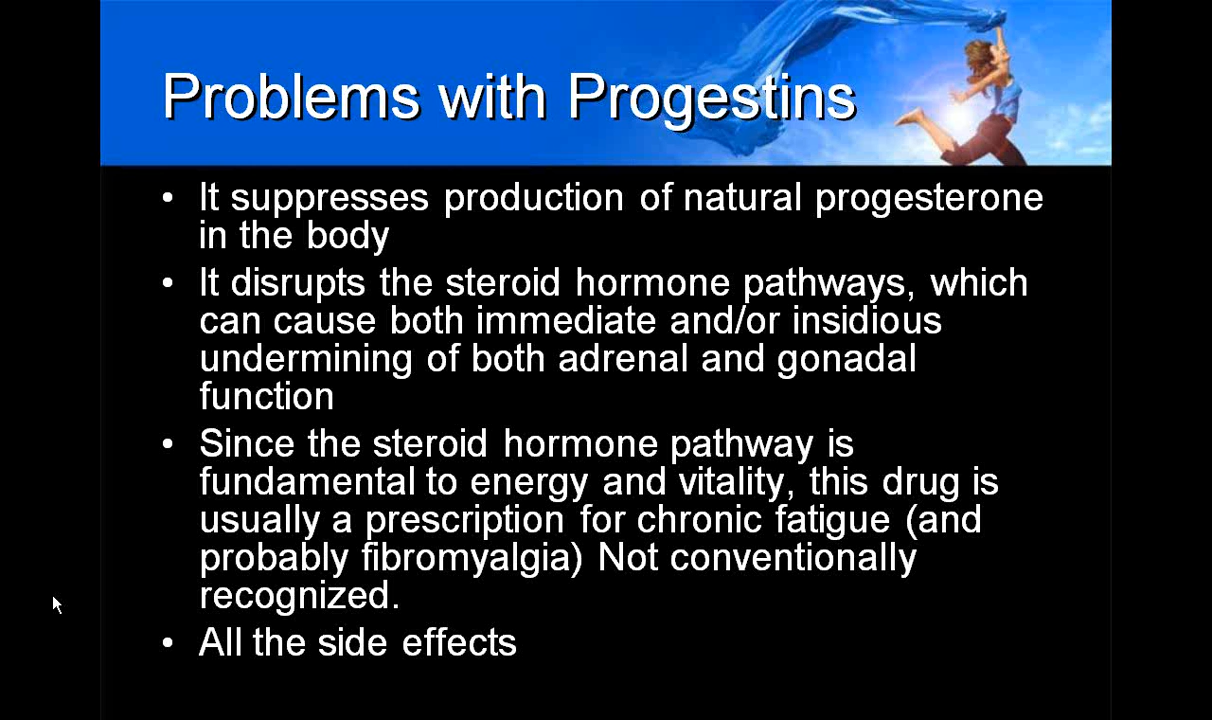 Problems with Progestins
• It suppresses production of natural progesterone
in the body
• It disrupts the steroid hormone pathways, which
can cause both immediate and/or insidious
undermining of both adrenal and gonadal
function
• Since the steroid hormone pathway is
fundamental to energy and vitality, this drug is
usually a prescription for chronic fatigue (and
probably fibromyalgia) Not conventionally
recognized.
• All the side effects